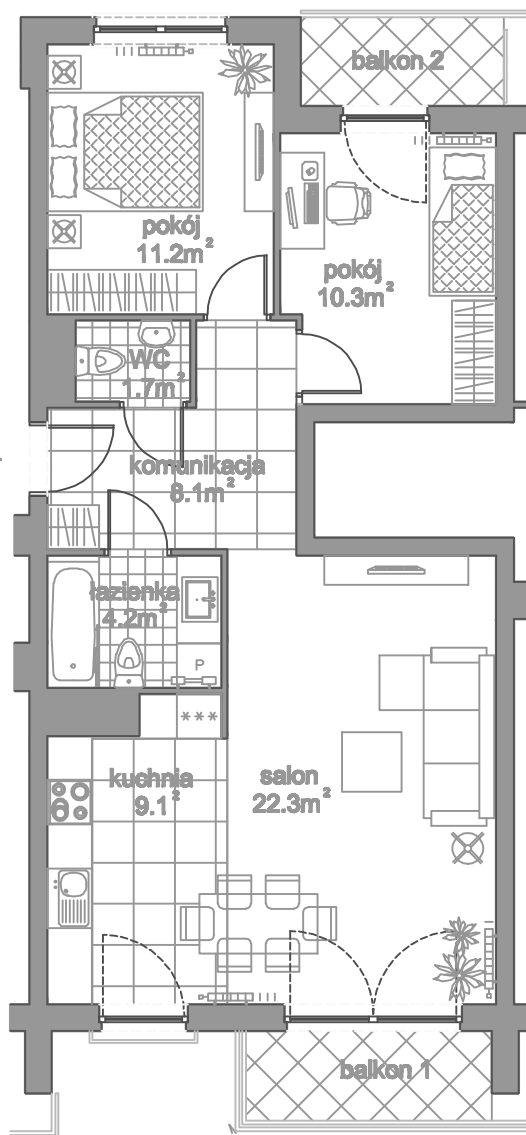 balkon 2
pokój
11.2m²
pokój
10.3m²
WC
1.7m²
komunikacja
8.1m²
łazienka
4.2m²
P
***
kuchnia
9.1²
salon
22.3m²
balkon 1